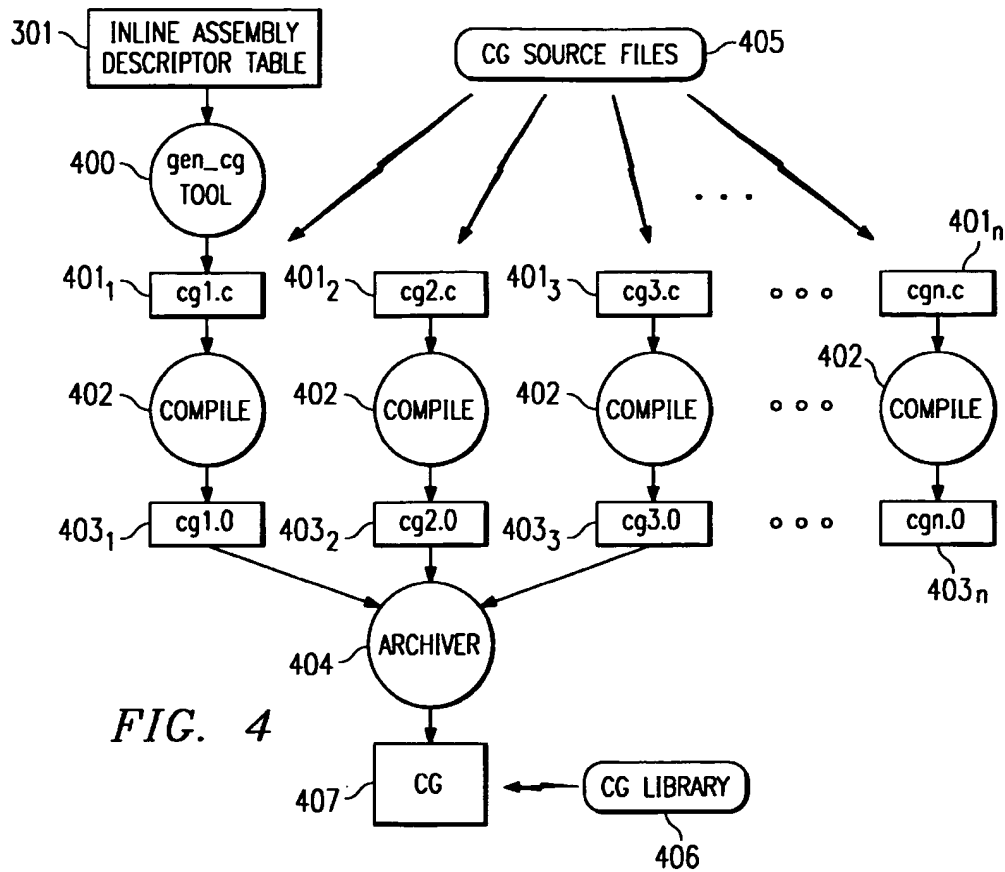 301
INLINE ASSEMBLY
DESCRIPTOR TABLE
CG SOURCE FILES
405
400
gen_cg
TOOL
. . .
401₁
cg1.c
401₂
cg2.c
401₃
cg3.c
401ₙ
cgn.c
402
COMPILE
402
COMPILE
402
COMPILE
402
COMPILE
403₁
cg1.0
403₂
cg2.0
403₃
cg3.0
cgn.0
403ₙ
404
ARCHIVER
FIG. 4
407
CG
CG LIBRARY
406